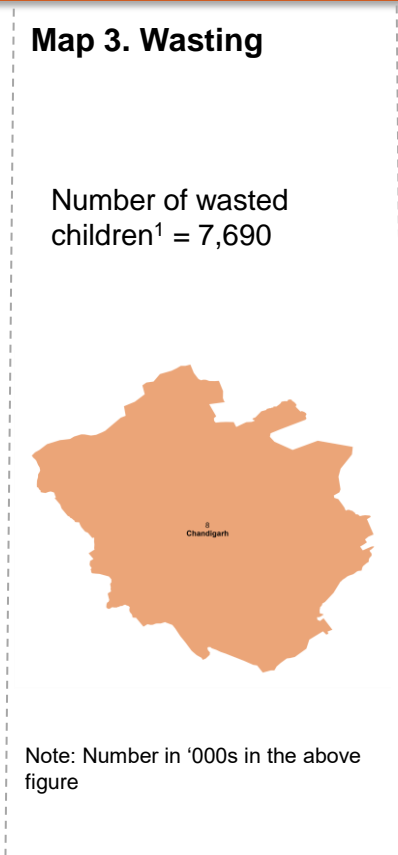 Map 3. Wasting
Number of wasted
children¹ = 7,690
8
Chandigarh
Note: Number in ‘000s in the above
figure